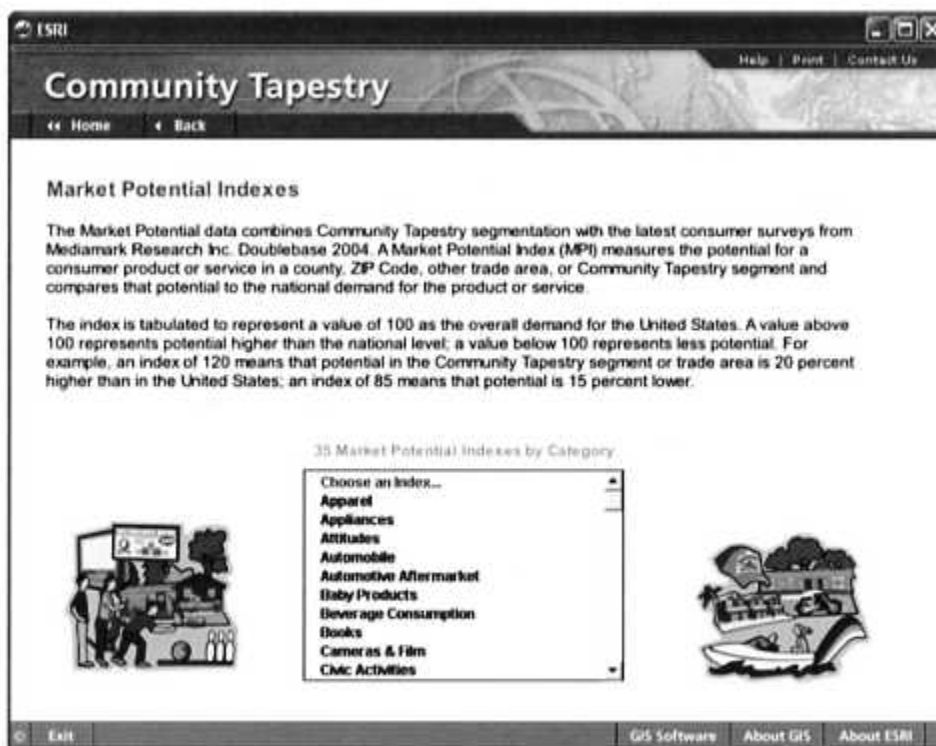 ESRI
Help | Print | Contact Us
Community Tapestry
Home Back
Market Potential Indexes
The Market Potential data combines Community Tapestry segmentation with the latest consumer surveys from
Mediamark Research Inc. Doublebase 2004. A Market Potential Index (MPI) measures the potential for a
consumer product or service in a county, ZIP Code, other trade area, or Community Tapestry segment and
compares that potential to the national demand for the product or service.
The index is tabulated to represent a value of 100 as the overall demand for the United States. A value above
100 represents potential higher than the national level; a value below 100 represents less potential. For
example, an index of 120 means that potential in the Community Tapestry segment or trade area is 20 percent
higher than in the United States; an index of 85 means that potential is 15 percent lower.
35 Market Potential Indexes by Category
Choose an Index...
Apparel
Appliances
Attitudes
Automobile
Automotive Aftermarket
Baby Products
Beverage Consumption
Books
Cameras & Film
Civic Activities
© Exit
GIS Software About GIS About ESRI